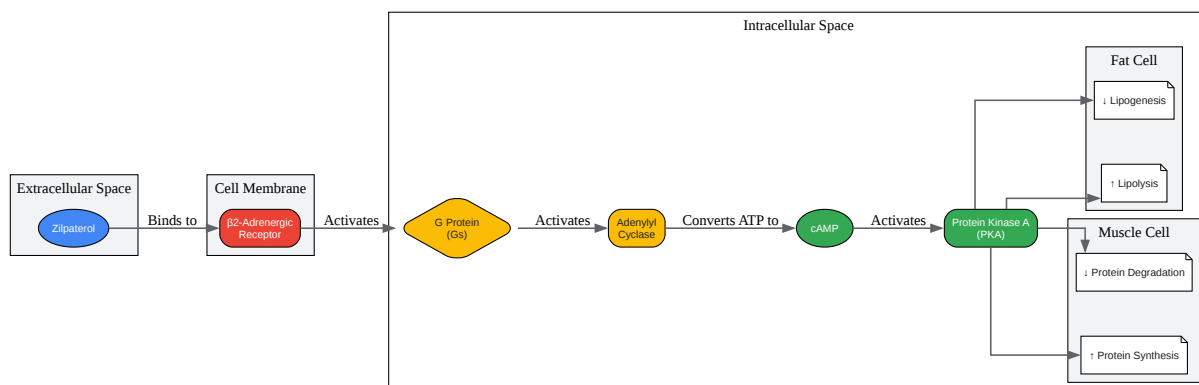 Intracellular Space
Fat Cell
↓ Lipogenesis
↑ Lipolysis
Extracellular Space
Zilpaterol
Binds to
Cell Membrane
β2-Adrenergic
Receptor
Activates
G Protein
(Gs)
Activates
Adenylyl
Cyclase
Converts ATP to
cAMP
Activates
Protein Kinase A
(PKA)
Muscle Cell
↓ Protein Degradation
↑ Protein Synthesis